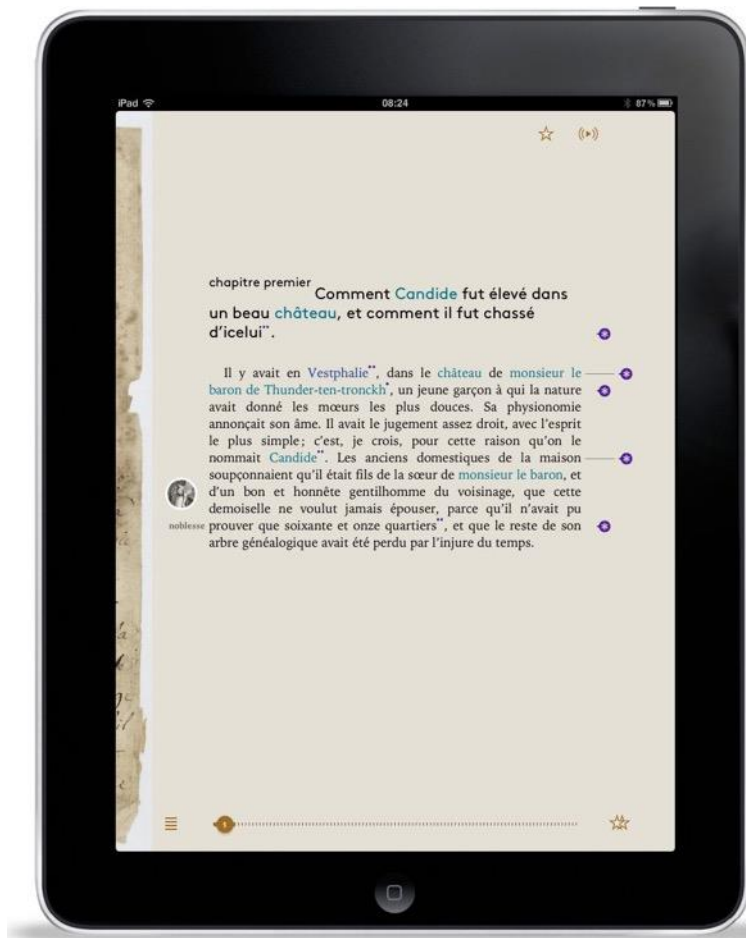 iPad 08:24 87 %
chapitre premier Comment Candide fut élevé dans
un beau château, et comment il fut chassé
d'icelui¨.
Il y avait en Vestphalie¨, dans le château de monsieur le
baron de Thunder-ten-tronckh˙, un jeune garçon à qui la nature
avait donné les mœurs les plus douces. Sa physionomie
annonçait son âme. Il avait le jugement assez droit, avec l'esprit
le plus simple ; c'est, je crois, pour cette raison qu'on le
nommait Candide¨. Les anciens domestiques de la maison
soupçonnaient qu'il était fils de la sœur de monsieur le baron, et
d'un bon et honnête gentilhomme du voisinage, que cette
demoiselle ne voulut jamais épouser, parce qu'il n'avait pu
noblesse prouver que soixante et onze quartiers¨, et que le reste de son
arbre généalogique avait été perdu par l'injure du temps.
1